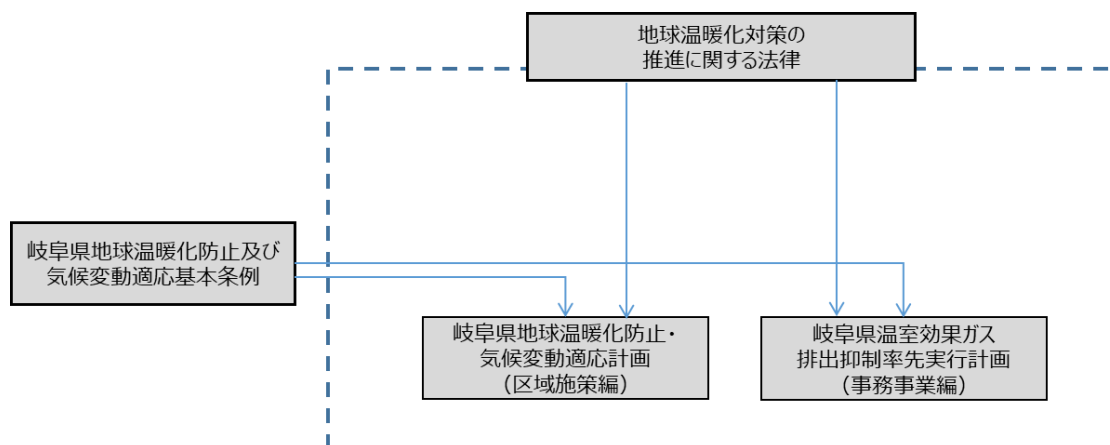 地球温暖化対策の
推進に関する法律
岐阜県地球温暖化防止及び
気候変動適応基本条例
岐阜県地球温暖化防止・
気候変動適応計画
（区域施策編）
岐阜県温室効果ガス
排出抑制率先実行計画
（事務事業編）